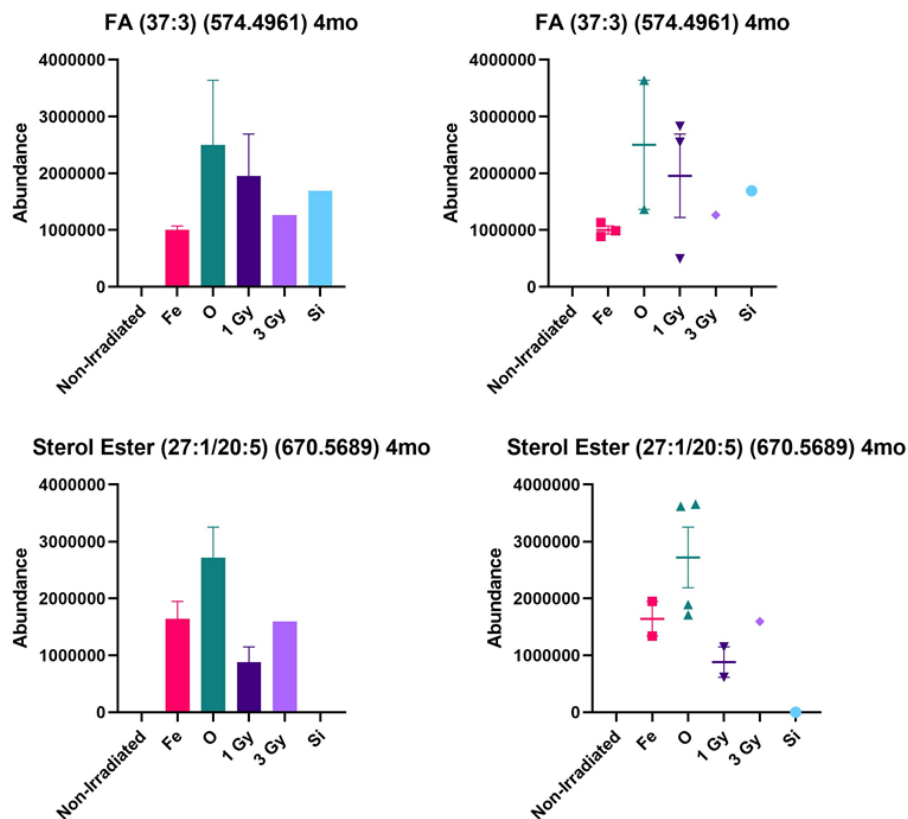 FA (37:3) (574.4961) 4mo
4000000
3000000
2000000
1000000
0
Abundance
Non-Irradiated
Fe
O
1 Gy
3 Gy
Si
FA (37:3) (574.4961) 4mo
4000000
3000000
2000000
1000000
0
Abundance
Non-Irradiated
Fe
O
1 Gy
3 Gy
Si
Sterol Ester (27:1/20:5) (670.5689) 4mo
4000000
3000000
2000000
1000000
0
Abundance
Non-Irradiated
Fe
O
1 Gy
3 Gy
Si
Sterol Ester (27:1/20:5) (670.5689) 4mo
4000000
3000000
2000000
1000000
0
Abundance
Non-Irradiated
Fe
O
1 Gy
3 Gy
Si